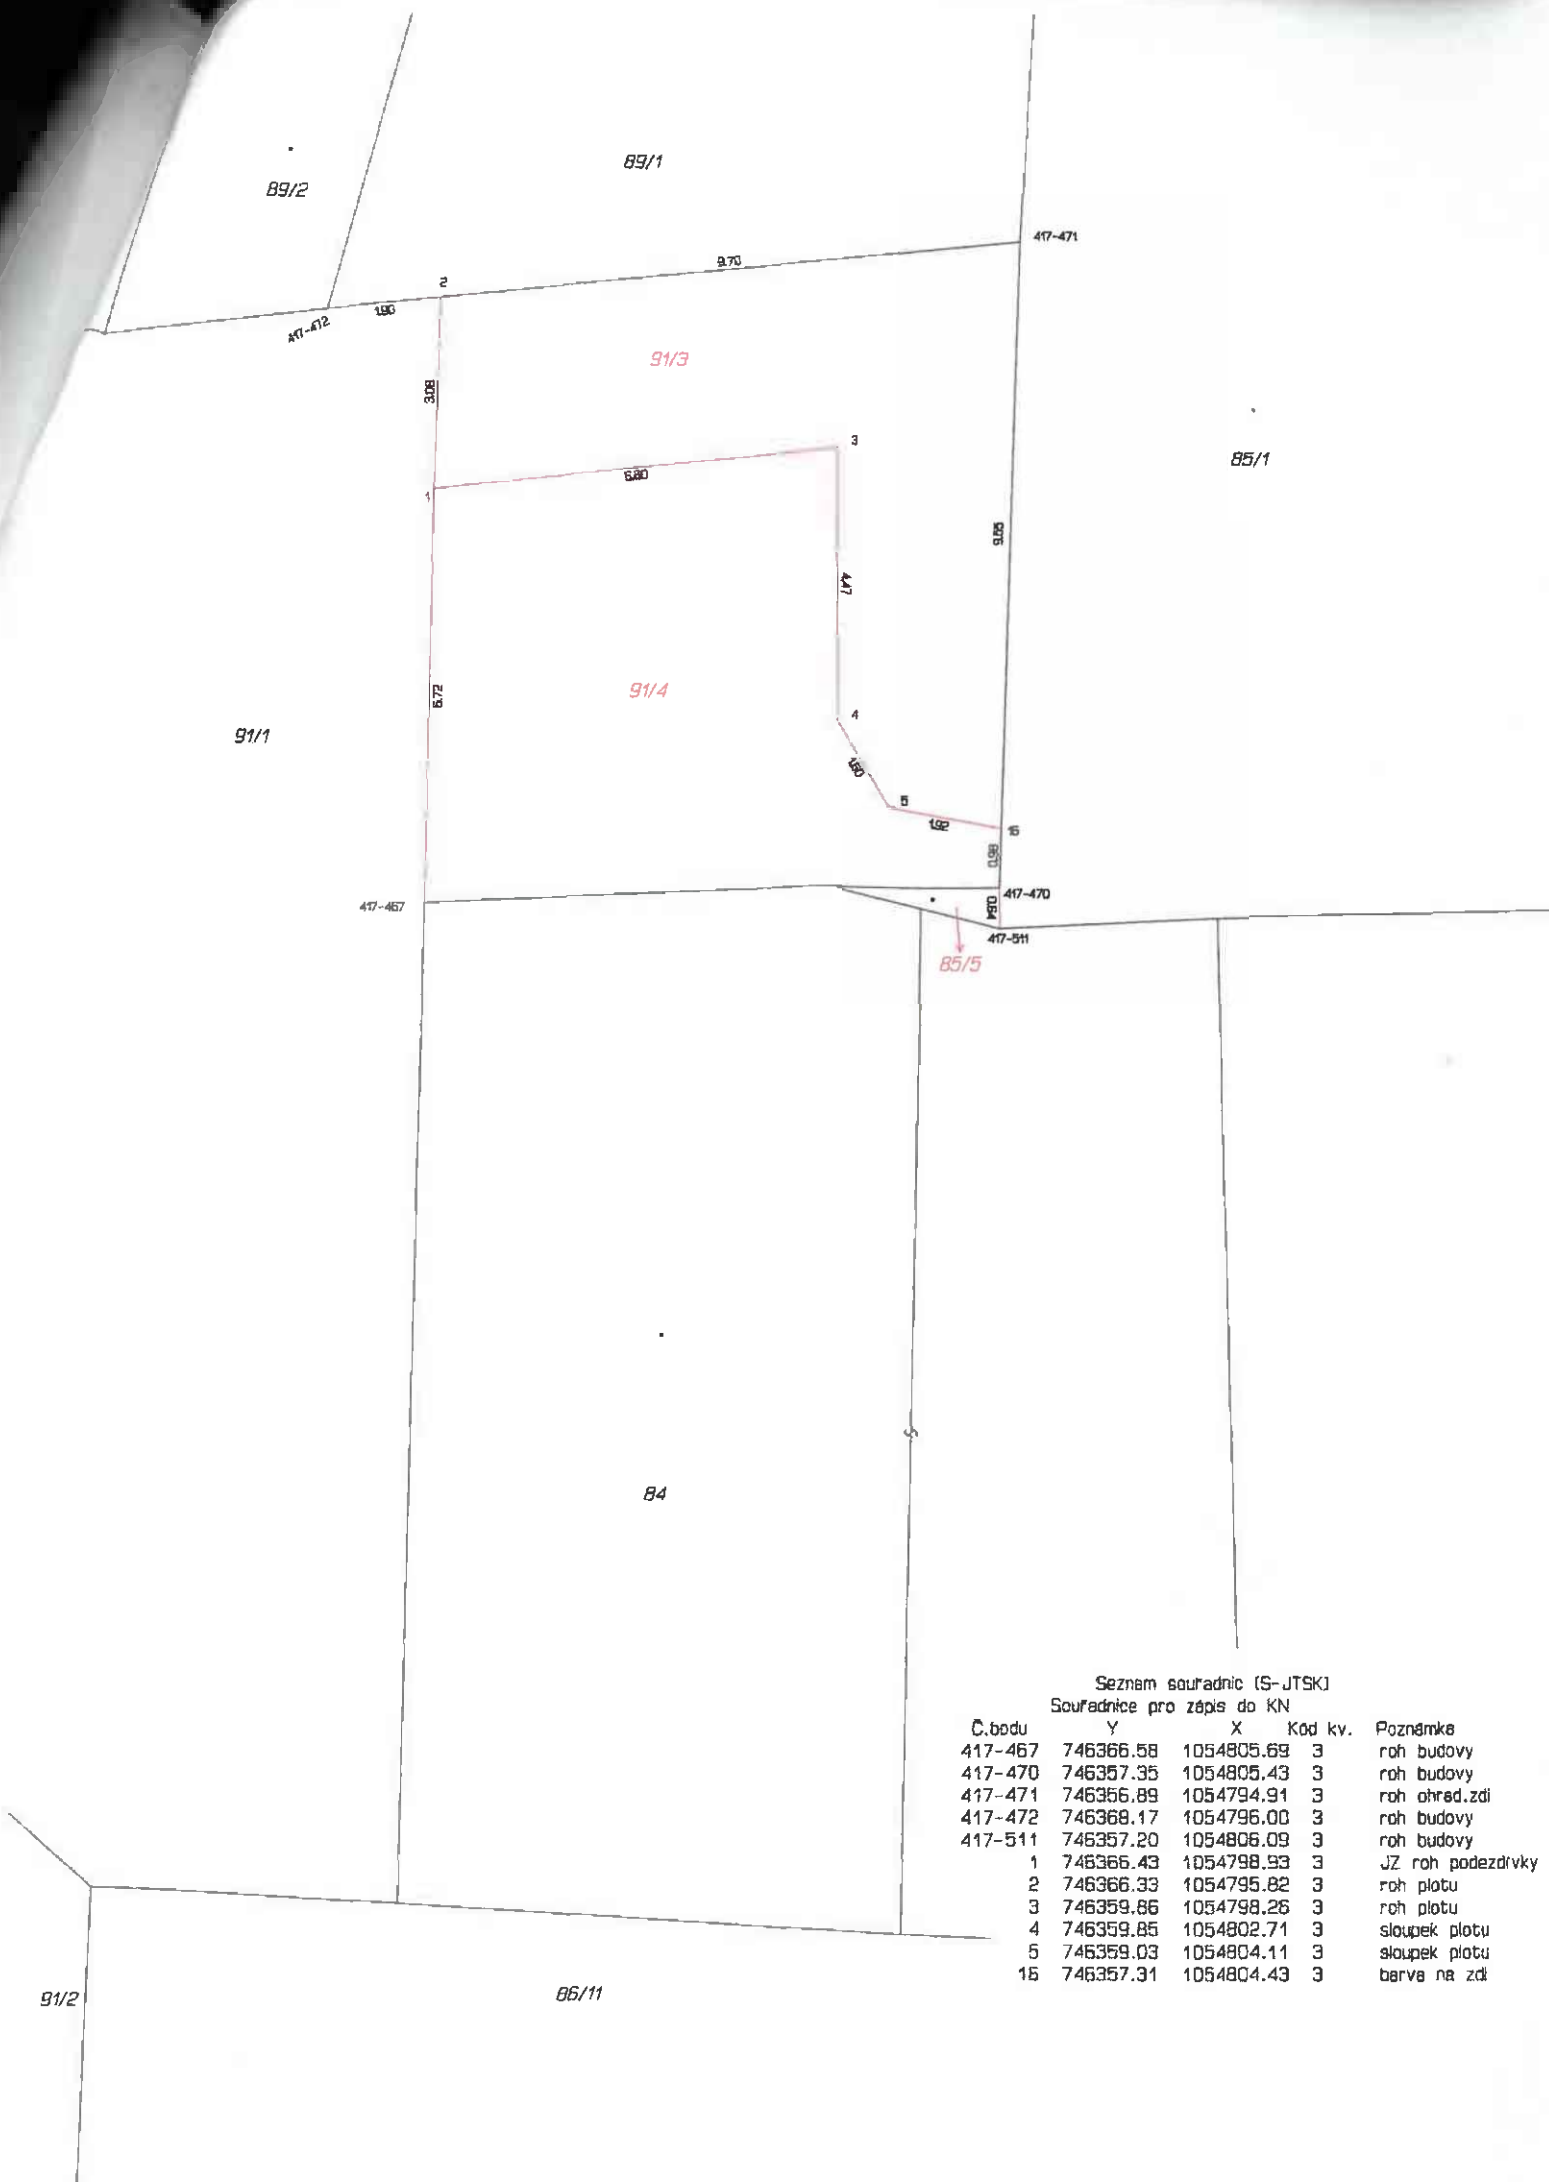 89/1
89/2
417-471
9.70
2
1.90
417-472
91/3
3.08
3
85/1
6.80
1
9.65
4.47
91/4
6.72
4
91/1
1.60
5
1.92
16
0.98
417-470
417-467
0.64
417-511
85/5
S
84
Seznam souřadnic (S-JTSK)
Souřadnice pro zápis do KN
Č.bodu Y X Kód kv. Poznámka
417-467 746366.58 1054805.69 3 roh budovy
417-470 746357.35 1054805.43 3 roh budovy
417-471 746356.89 1054794.91 3 roh ohrad.zdi
417-472 746368.17 1054796.00 3 roh budovy
417-511 746357.20 1054806.09 3 roh budovy
1 746366.43 1054798.93 3 JZ roh podezdívky
2 746366.33 1054795.82 3 roh plotu
3 746359.86 1054798.26 3 roh plotu
4 746359.85 1054802.71 3 sloupek plotu
5 746359.03 1054804.11 3 sloupek plotu
16 746357.31 1054804.43 3 barva na zdi
91/2
86/11